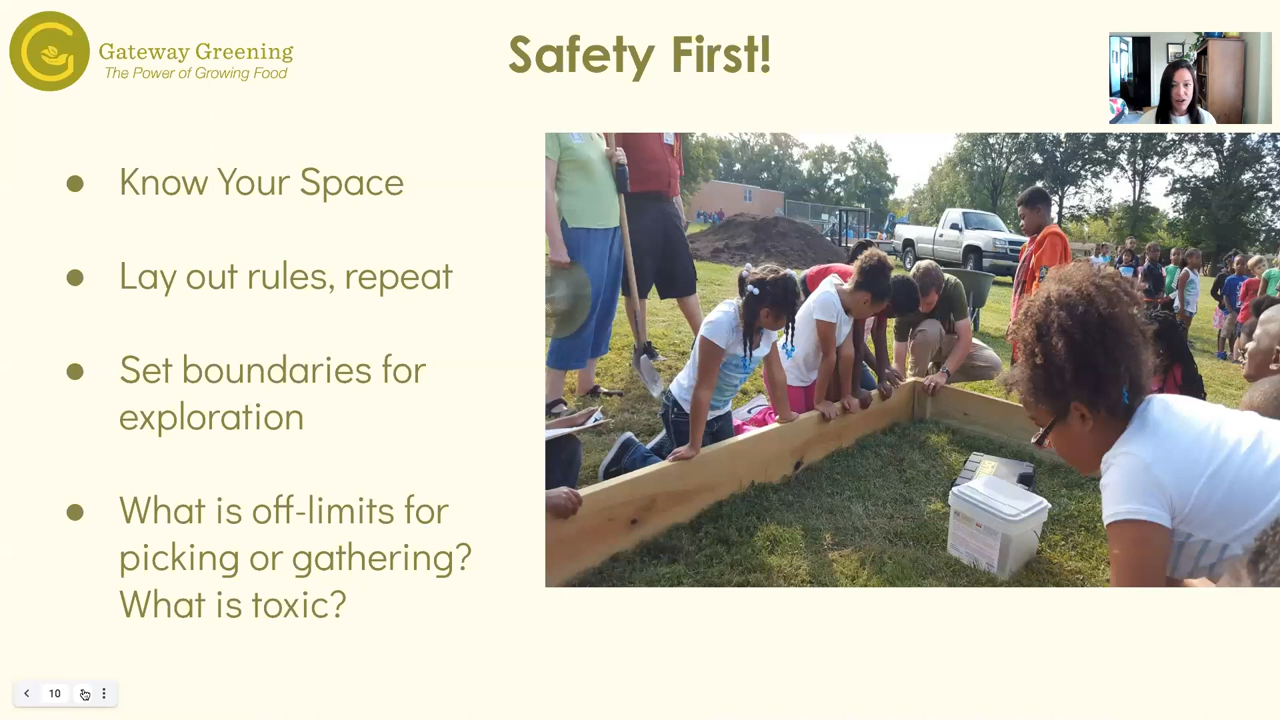 Gateway Greening
The Power of Growing Food
Safety First!
● Know Your Space
● Lay out rules, repeat
● Set boundaries for
exploration
● What is off-limits for
picking or gathering?
What is toxic?
10